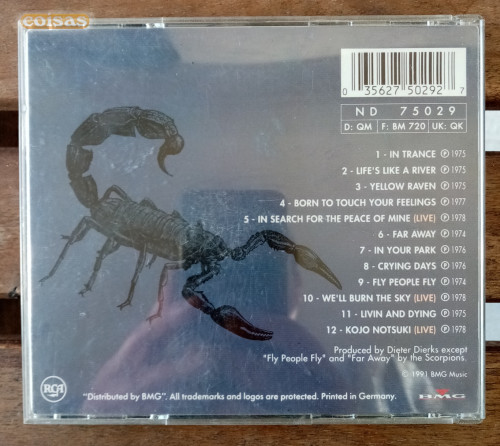 coisas
0 35627 50292 7
ND 75029
D: QM F: BM 720 UK: QK
1 - IN TRANCE ℗ 1975
2 - LIFE'S LIKE A RIVER ℗ 1975
3 - YELLOW RAVEN ℗ 1975
4 - BORN TO TOUCH YOUR FEELINGS ℗ 1977
5 - IN SEARCH FOR THE PEACE OF MINE (LIVE) ℗ 1978
6 - FAR AWAY ℗ 1974
7 - IN YOUR PARK ℗ 1976
8 - CRYING DAYS ℗ 1976
9 - FLY PEOPLE FLY ℗ 1974
10 - WE'LL BURN THE SKY (LIVE) ℗ 1978
11 - LIVIN AND DYING ℗ 1975
12 - KOJO NOTSUKI (LIVE) ℗ 1978
Produced by Dieter Dierks except
"Fly People Fly" and "Far Away" by the Scorpions.
© 1991 BMG Music
RCA
"Distributed by BMG". All trademarks and logos are protected. Printed in Germany.
BMG